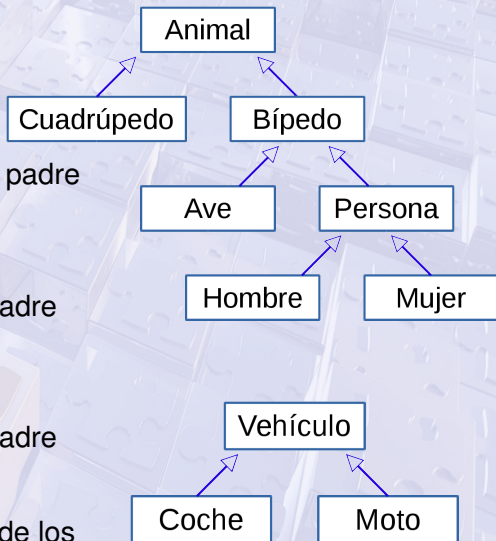 Animal
Cuadrúpedo Bípedo
padre
Ave Persona
Hombre Mujer
adre
Vehículo
adre
Coche Moto
de los